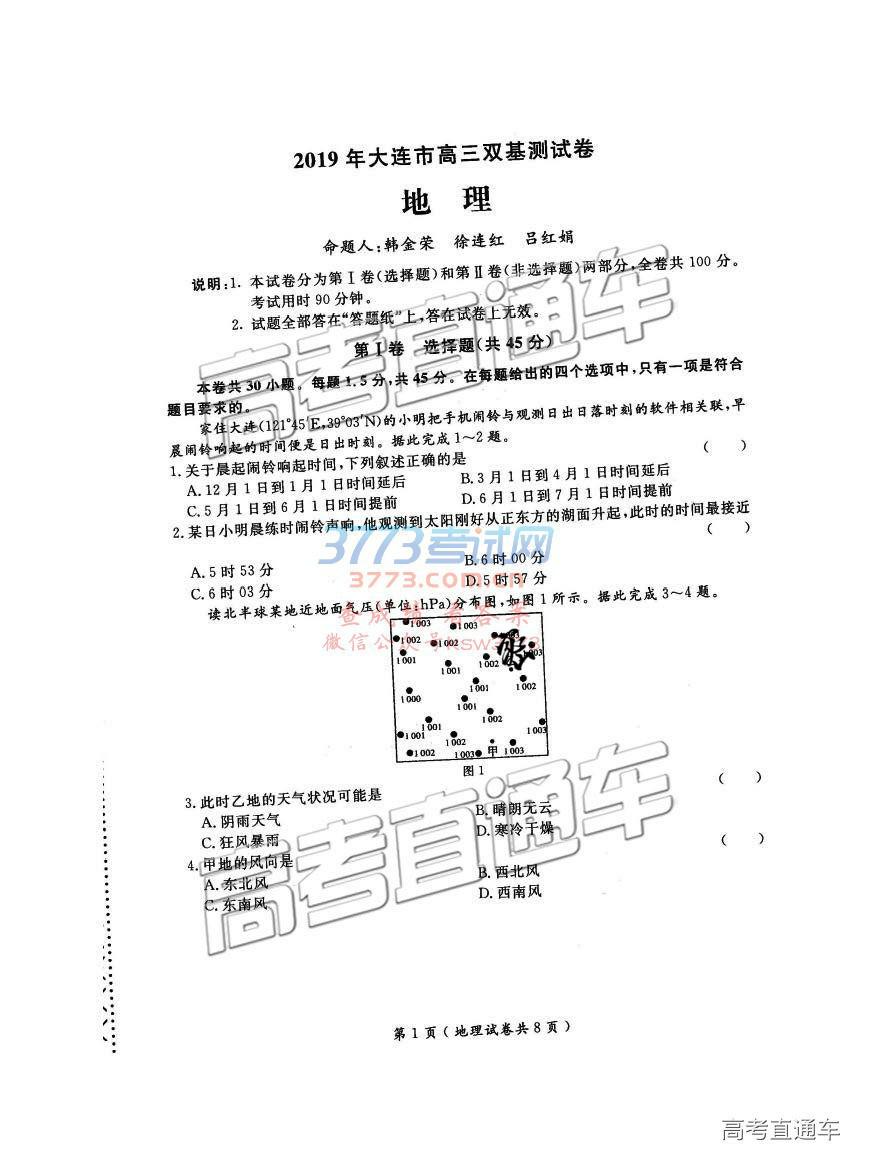 2019 年大连市高三双基测试卷
地 理
命题人:韩金荣 徐连红 吕红娟
说明:1. 本试卷分为第Ⅰ卷(选择题)和第Ⅱ卷(非选择题)两部分,全卷共 100 分。
考试用时 90 分钟。
2. 试题全部答在“答题纸”上,答在试卷上无效。
第Ⅰ卷 选择题(共 45 分)
本卷共 30 小题。每题 1.5 分,共 45 分。在每题给出的四个选项中,只有一项是符合
题目要求的。
家住大连(121°45′E,39°03′N)的小明把手机闹铃与观测日出日落时刻的软件相关联,早
晨闹铃响起的时间便是日出时刻。据此完成 1～2 题。
1.关于晨起闹铃响起时间,下列叙述正确的是 ( )
A.12 月 1 日到 1 月 1 日时间延后 B.3 月 1 日到 4 月 1 日时间延后
C.5 月 1 日到 6 月 1 日时间提前 D.6 月 1 日到 7 月 1 日时间提前
2.某日小明晨练时闹铃声响,他观测到太阳刚好从正东方的湖面升起,此时的时间最接近
( )
A.5 时 53 分 B.6 时 00 分
C.6 时 03 分 D.5 时 57 分
读北半球某地近地面气压(单位:hPa)分布图,如图 1 所示。据此完成 3～4 题。
1003 1003
1002 1002 1003
1001 1001 1002
1001 1002
1000 1001
1001 1002
1001 1002 1003
1002 1003 甲 1003
图 1
3.此时乙地的天气状况可能是 ( )
A.阴雨天气 B.晴朗无云
C.狂风暴雨 D.寒冷干燥
4.甲地的风向是 ( )
A.东北风 B.西北风
C.东南风 D.西南风
第 1 页 ( 地理试卷共 8 页 )
高考直通车
3773考试网
3773.com.cn
查成绩 看答案
高考直通车
高考直通车